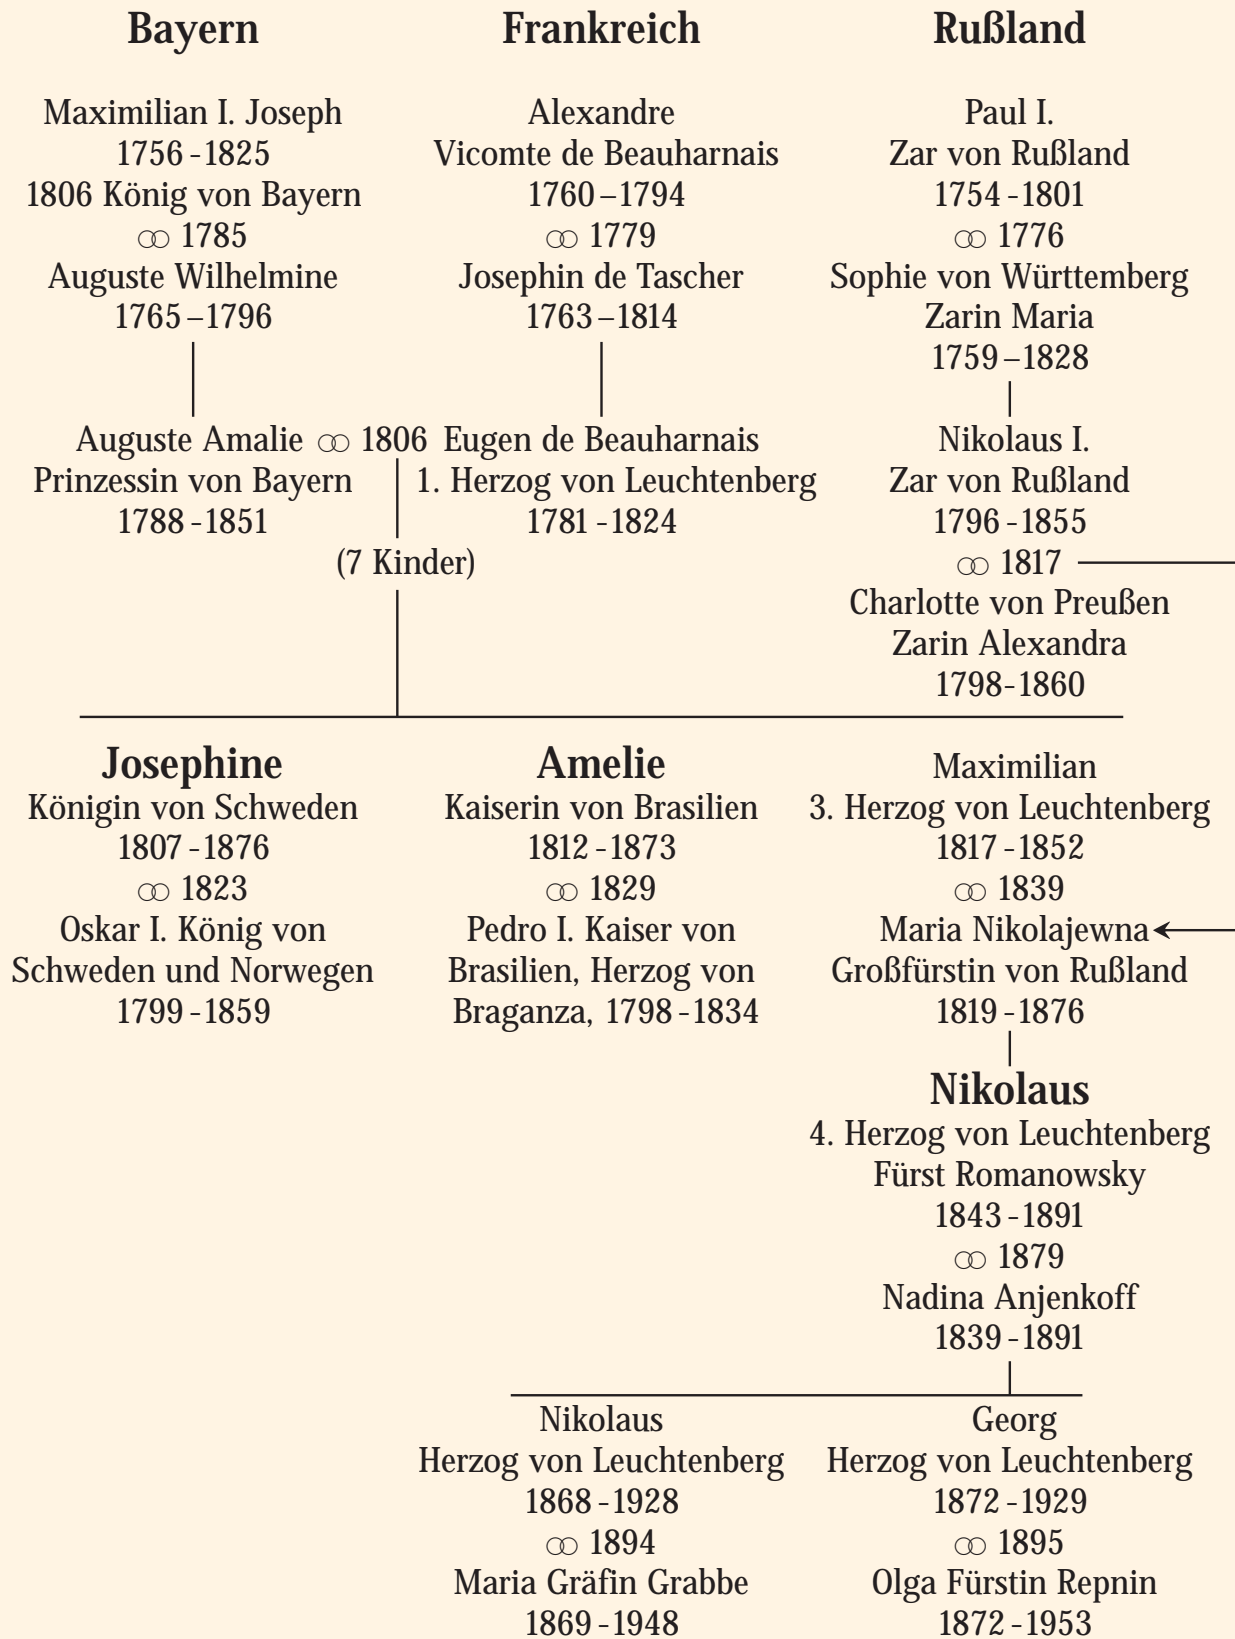 Bayern
Maximilian I. Joseph
1756 - 1825
1806 König von Bayern
⚭ 1785
Auguste Wilhelmine
1765 – 1796
Frankreich
Alexandre
Vicomte de Beauharnais
1760 – 1794
⚭ 1779
Josephin de Tascher
1763 – 1814
Rußland
Paul I.
Zar von Rußland
1754 - 1801
⚭ 1776
Sophie von Württemberg
Zarin Maria
1759 – 1828
Auguste Amalie ⚭ 1806 Eugen de Beauharnais
Prinzessin von Bayern
1788 - 1851
1. Herzog von Leuchtenberg
1781 - 1824
(7 Kinder)
Nikolaus I.
Zar von Rußland
1796 - 1855
⚭ 1817
Charlotte von Preußen
Zarin Alexandra
1798 - 1860
Josephine
Königin von Schweden
1807 - 1876
⚭ 1823
Oskar I. König von
Schweden und Norwegen
1799 - 1859
Amelie
Kaiserin von Brasilien
1812 - 1873
⚭ 1829
Pedro I. Kaiser von
Brasilien, Herzog von
Braganza, 1798 - 1834
Maximilian
3. Herzog von Leuchtenberg
1817 - 1852
⚭ 1839
Maria Nikolajewna
Großfürstin von Rußland
1819 - 1876
Nikolaus
4. Herzog von Leuchtenberg
Fürst Romanowsky
1843 - 1891
⚭ 1879
Nadina Anjenkoff
1839 - 1891
Nikolaus
Herzog von Leuchtenberg
1868 - 1928
⚭ 1894
Maria Gräfin Grabbe
1869 - 1948
Georg
Herzog von Leuchtenberg
1872 - 1929
⚭ 1895
Olga Fürstin Repnin
1872 - 1953